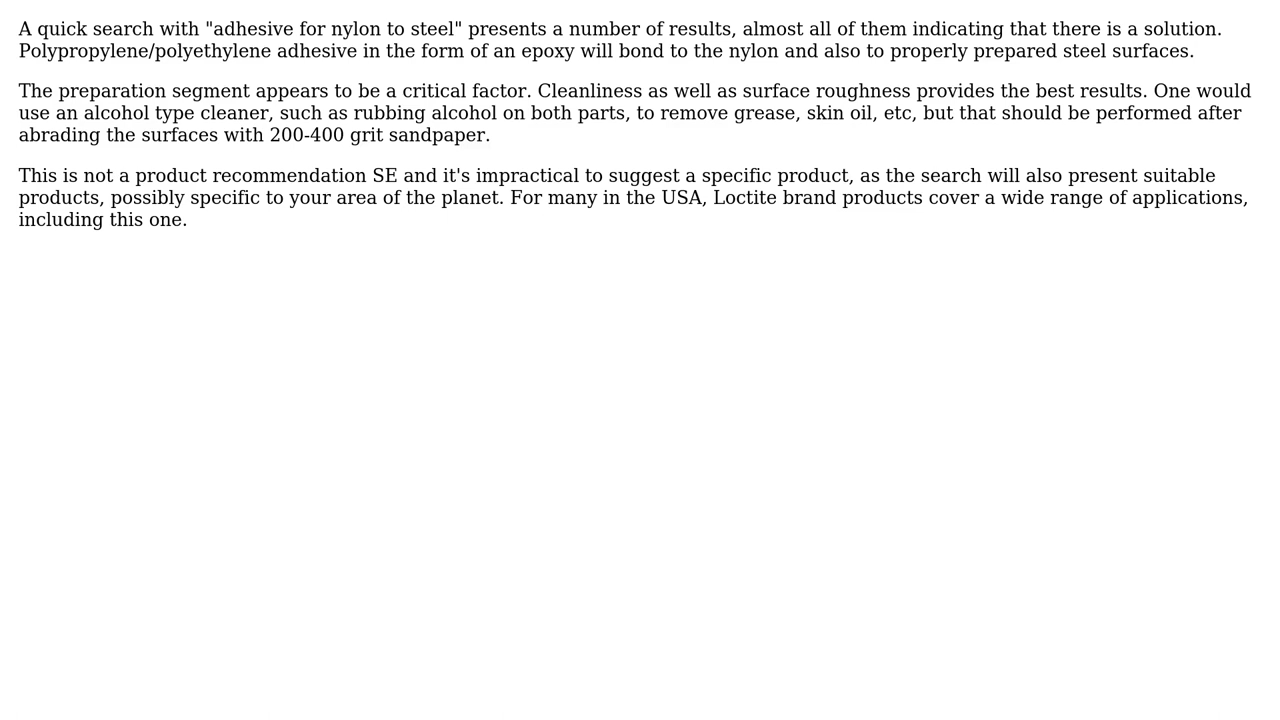 A quick search with "adhesive for nylon to steel" presents a number of results, almost all of them indicating that there is a solution.
Polypropylene/polyethylene adhesive in the form of an epoxy will bond to the nylon and also to properly prepared steel surfaces.
The preparation segment appears to be a critical factor. Cleanliness as well as surface roughness provides the best results. One would
use an alcohol type cleaner, such as rubbing alcohol on both parts, to remove grease, skin oil, etc, but that should be performed after
abrading the surfaces with 200-400 grit sandpaper.
This is not a product recommendation SE and it's impractical to suggest a specific product, as the search will also present suitable
products, possibly specific to your area of the planet. For many in the USA, Loctite brand products cover a wide range of applications,
including this one.